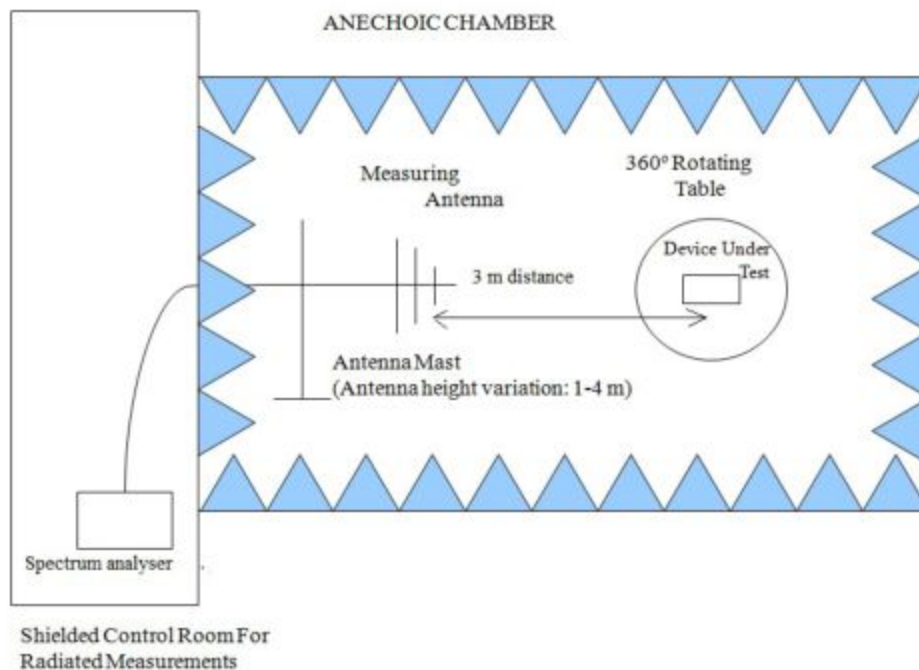 ANECHOIC CHAMBER
360° Rotating
Table
Measuring
Antenna
Device Under
Test
3 m distance
Antenna Mast
(Antenna height variation: 1-4 m)
Spectrum analyser
Shielded Control Room For
Radiated Measurements